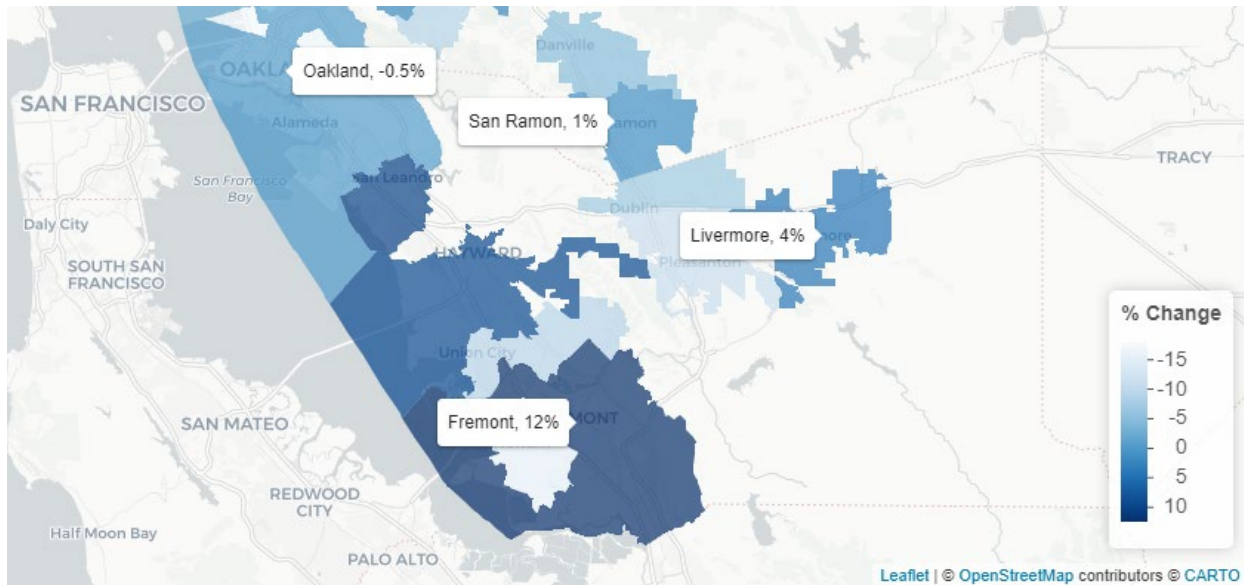 Danville
Oakland, -0.5%
OAKLA
SAN FRANCISCO
San Ramon, 1%
amon
Alameda
TRACY
San Leandro
San Francisco
Bay
Daly City
Dublin
Livermore, 4%
more
HAYWARD
Pleasanton
SOUTH SAN
FRANCISCO
% Change
-15
-10
-5
0
5
10
Union City
Fremont, 12%
MONT
SAN MATEO
REDWOOD
CITY
Half Moon Bay
PALO ALTO
Leaflet | © OpenStreetMap contributors © CARTO